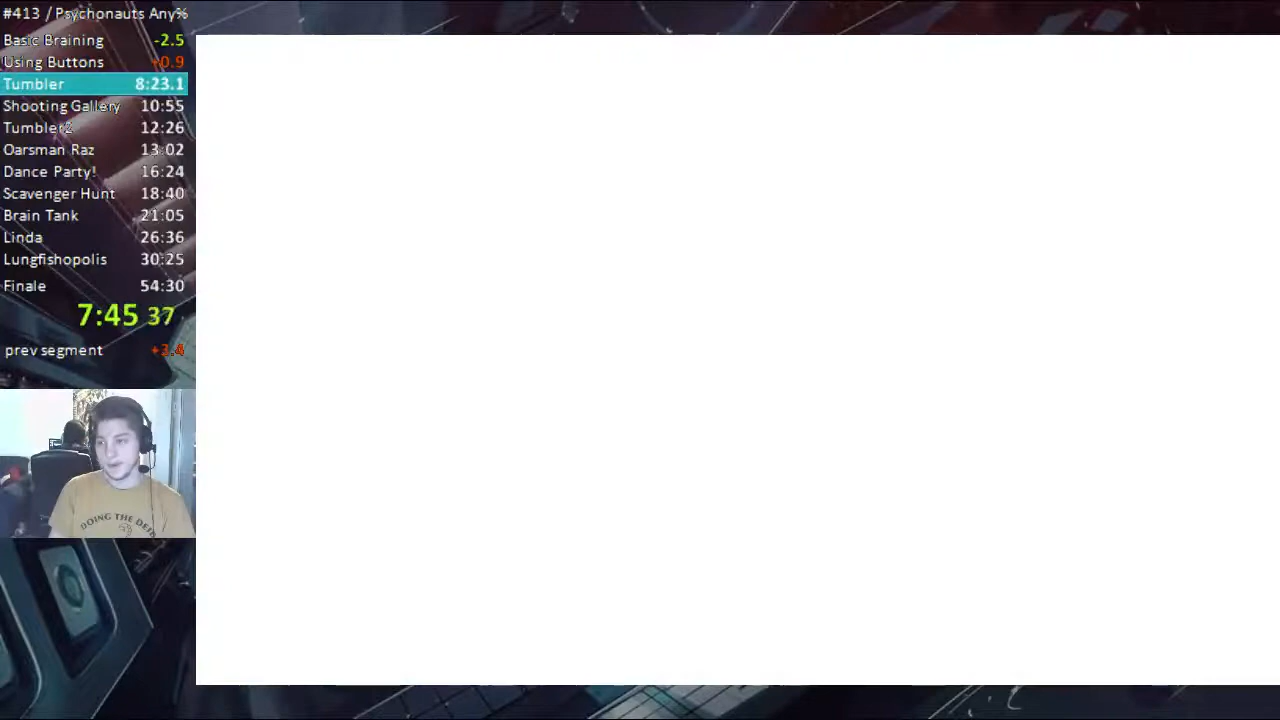 #413 / Psychonauts Any%
Basic Braining -2.5
Using Buttons +0.9
Tumbler 8:23.1
Shooting Gallery 10:55
Tumbler2 12:26
Oarsman Raz 13:02
Dance Party! 16:24
Scavenger Hunt 18:40
Brain Tank 21:05
Linda 26:36
Lungfishopolis 30:25
Finale 54:30
7:45 37
prev segment +3.4
DOING THE